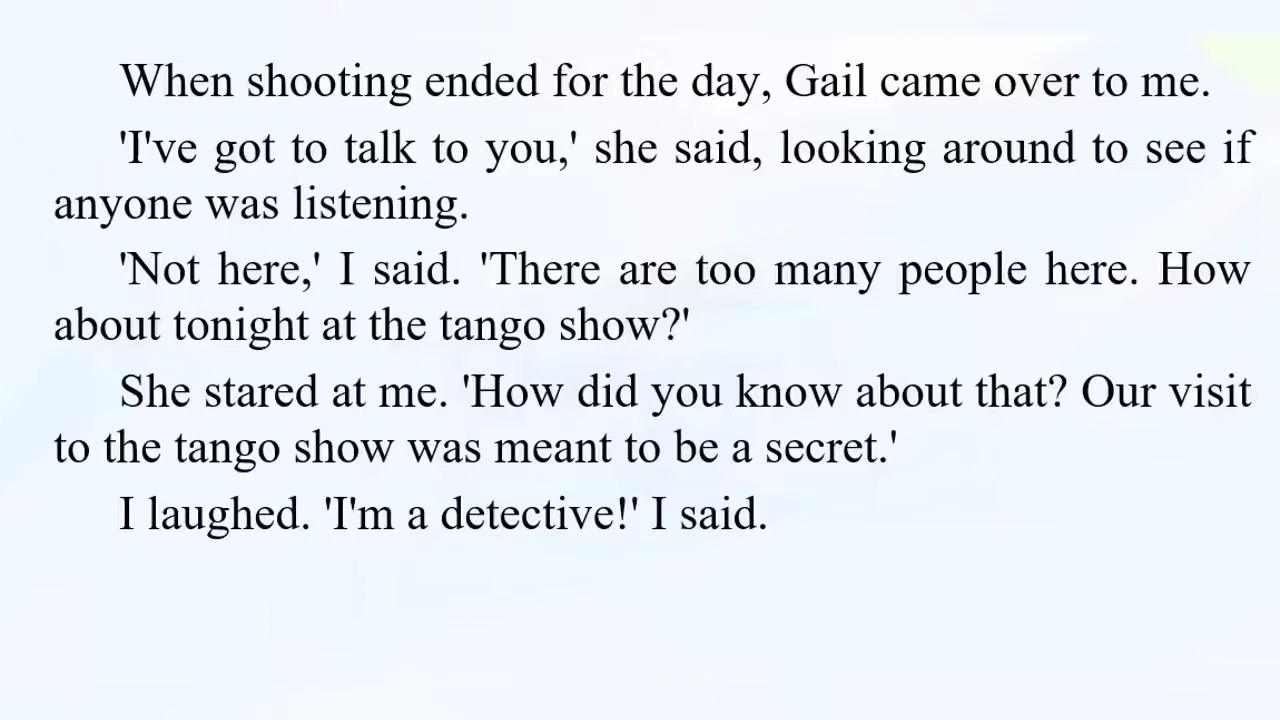 When shooting ended for the day, Gail came over to me.
'I've got to talk to you,' she said, looking around to see if
anyone was listening.
'Not here,' I said. 'There are too many people here. How
about tonight at the tango show?'
She stared at me. 'How did you know about that? Our visit
to the tango show was meant to be a secret.'
I laughed. 'I'm a detective!' I said.